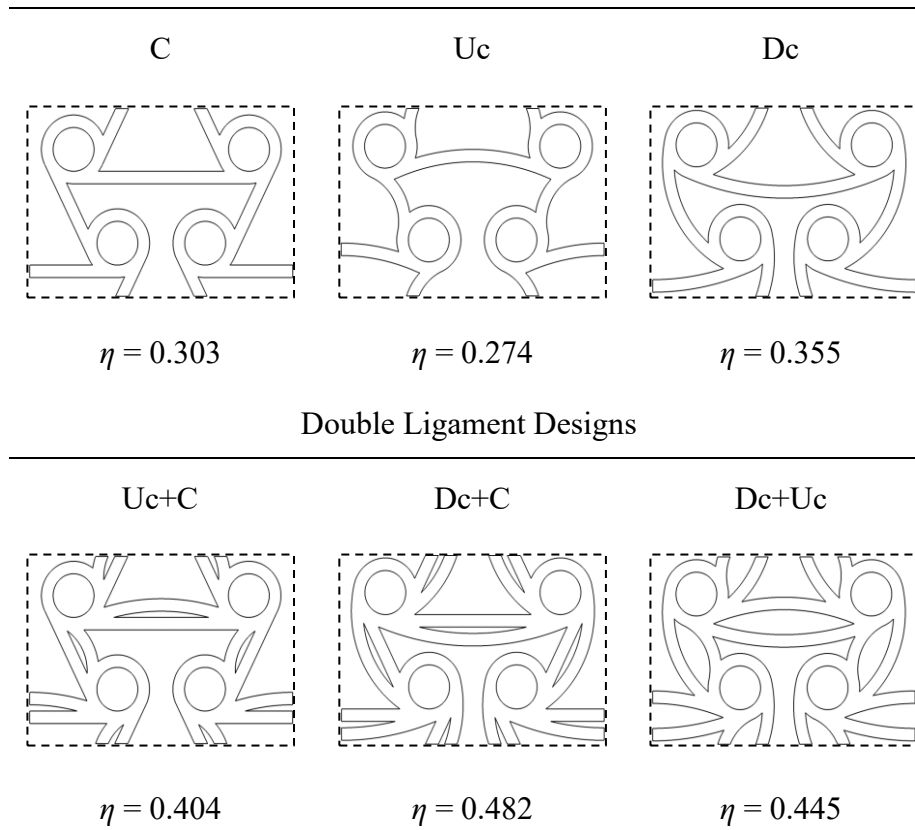 C Uc Dc
η = 0.303 η = 0.274 η = 0.355
Double Ligament Designs
Uc+C Dc+C Dc+Uc
η = 0.404 η = 0.482 η = 0.445